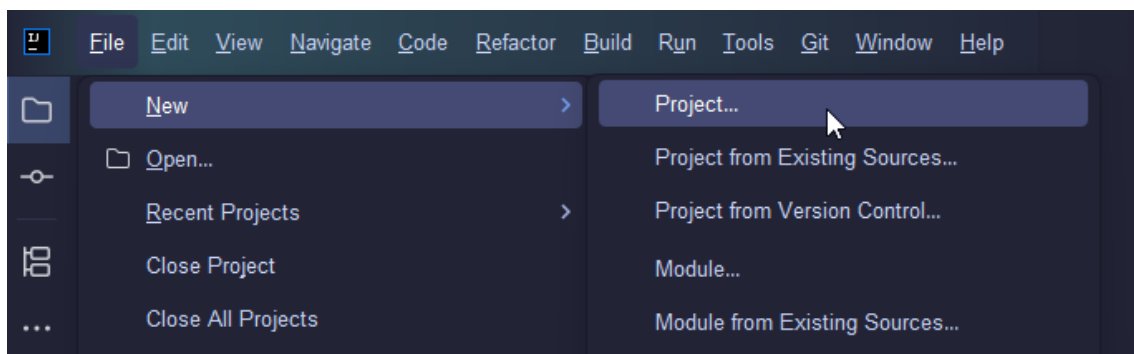 IJ File Edit View Navigate Code Refactor Build Run Tools Git Window Help
New Project...
Open... Project from Existing Sources...
Recent Projects Project from Version Control...
Close Project Module...
Close All Projects Module from Existing Sources...